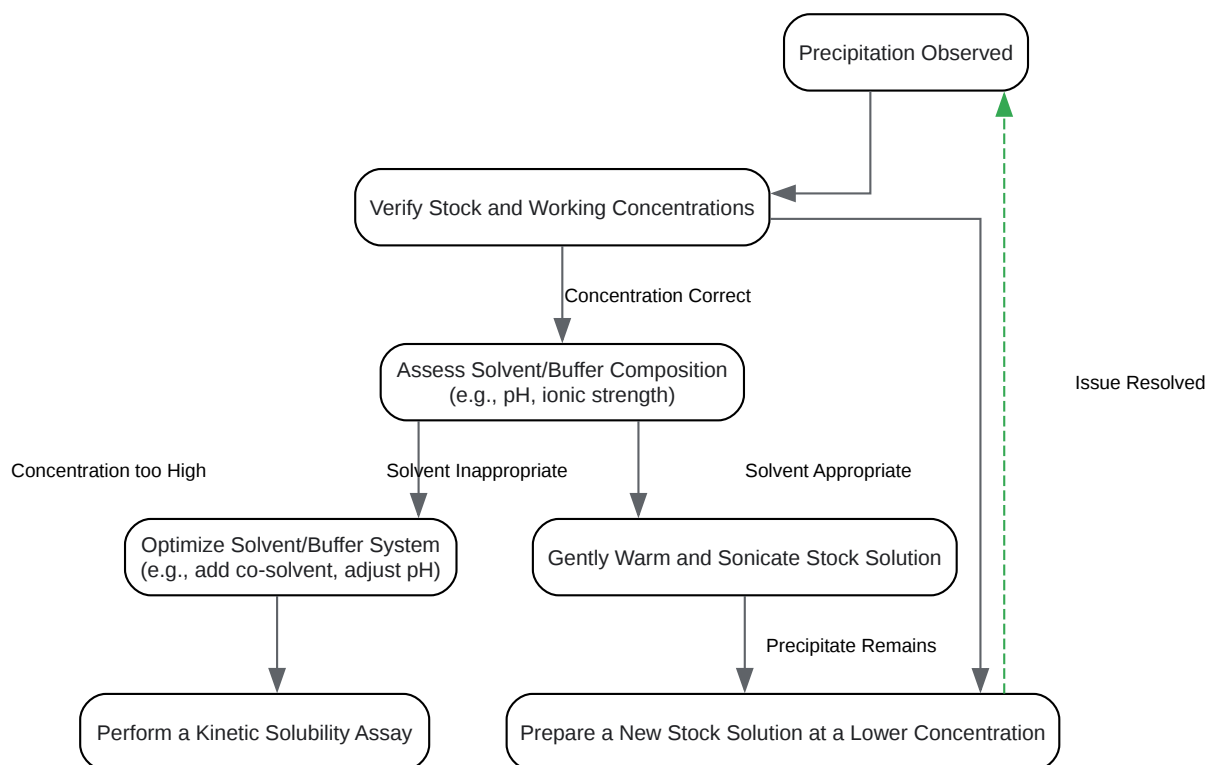 Precipitation Observed
Verify Stock and Working Concentrations
Concentration Correct
Assess Solvent/Buffer Composition
(e.g., pH, ionic strength)
Issue Resolved
Concentration too High
Solvent Inappropriate
Solvent Appropriate
Optimize Solvent/Buffer System
(e.g., add co-solvent, adjust pH)
Gently Warm and Sonicate Stock Solution
Precipitate Remains
Perform a Kinetic Solubility Assay
Prepare a New Stock Solution at a Lower Concentration